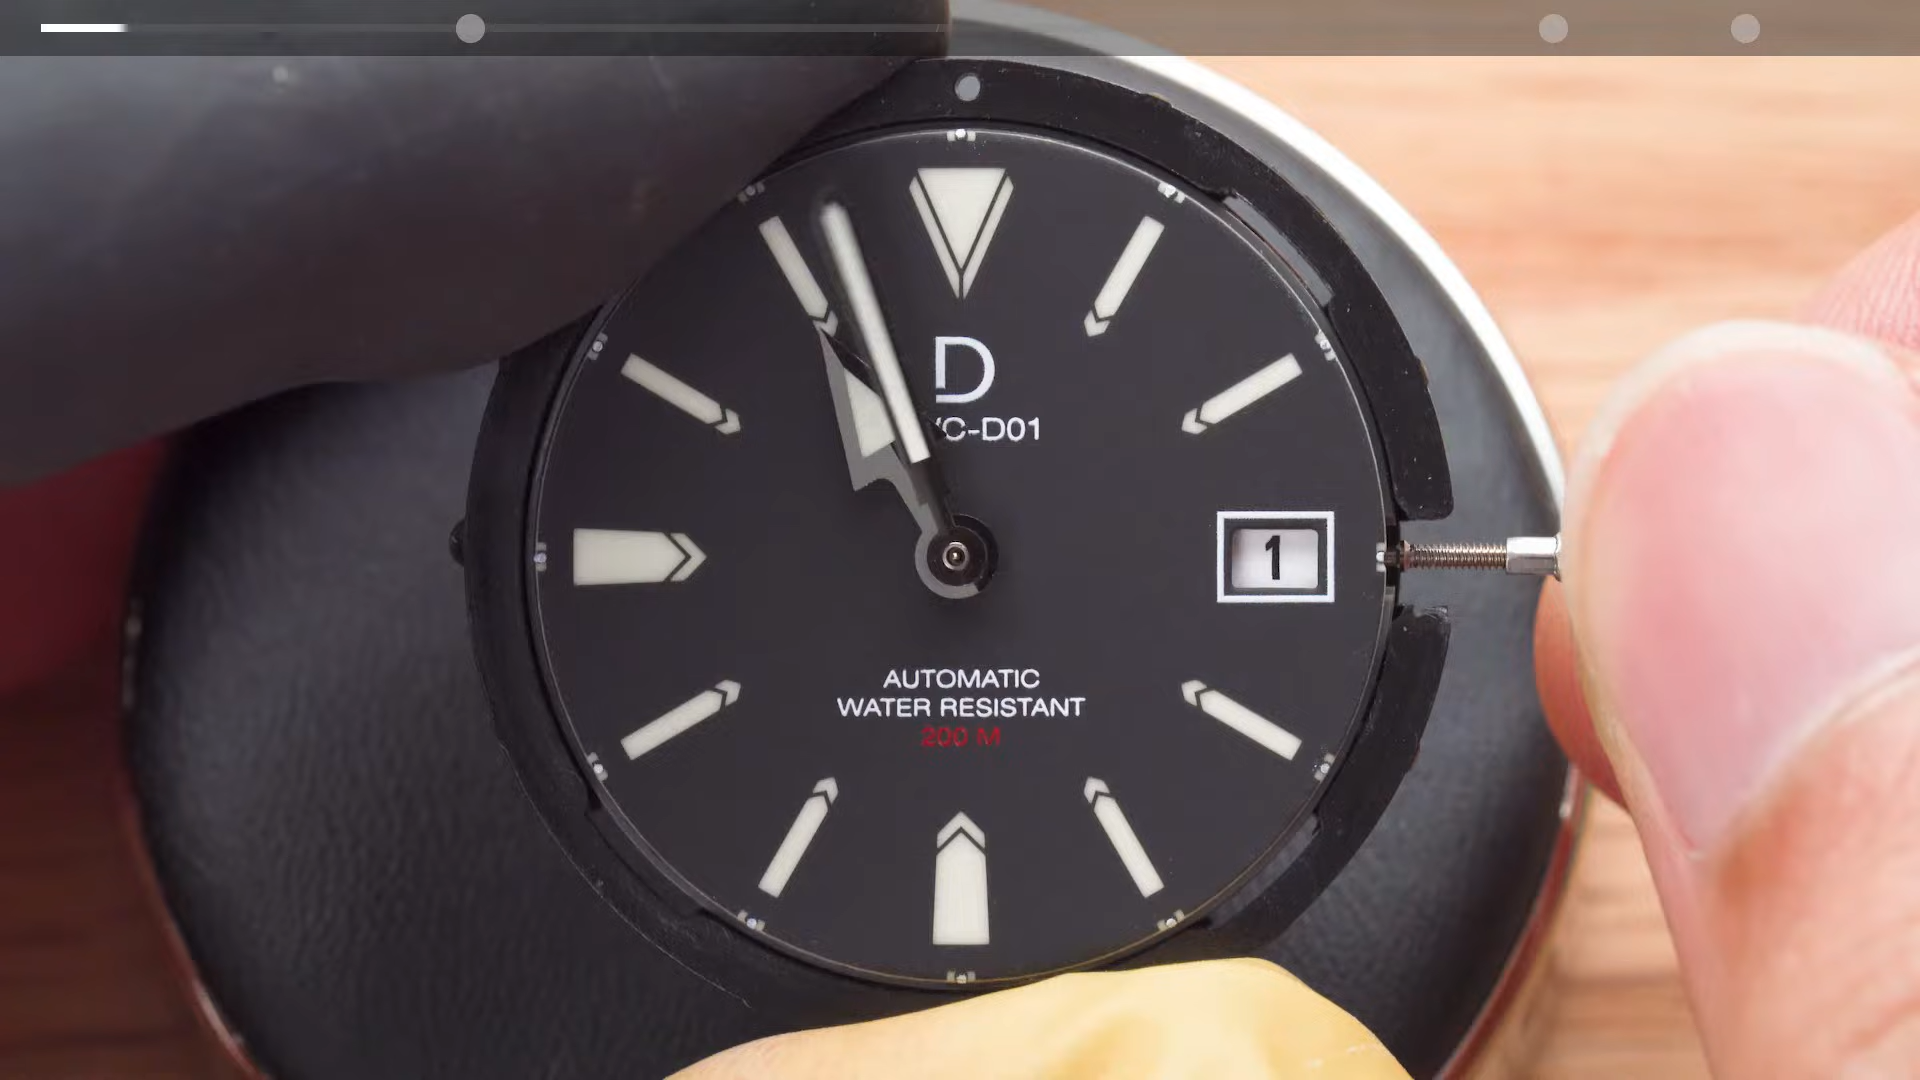 D
C-D01
1
AUTOMATIC
WATER RESISTANT
200 M